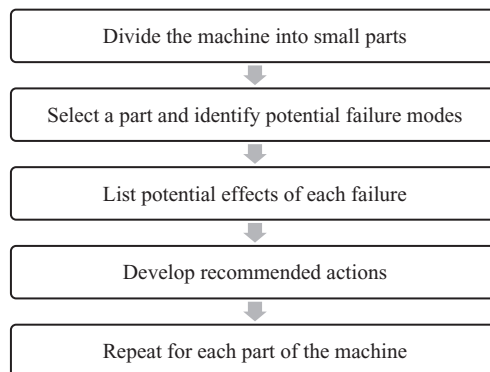 Divide the machine into small parts
Select a part and identify potential failure modes
List potential effects of each failure
Develop recommended actions
Repeat for each part of the machine